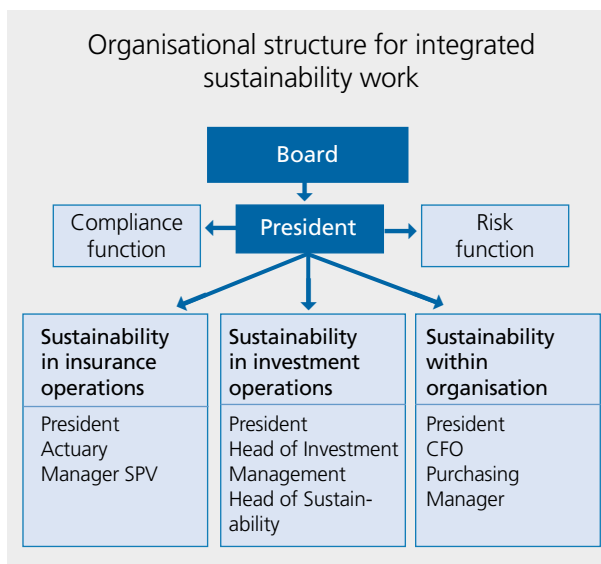 Organisational structure for integrated
sustainability work
Board
Compliance
function
President
Risk
function
Sustainability
in insurance
operations
President
Actuary
Manager SPV
Sustainability
in investment
operations
President
Head of Investment
Management
Head of Sustain-
ability
Sustainability
within
organisation
President
CFO
Purchasing
Manager